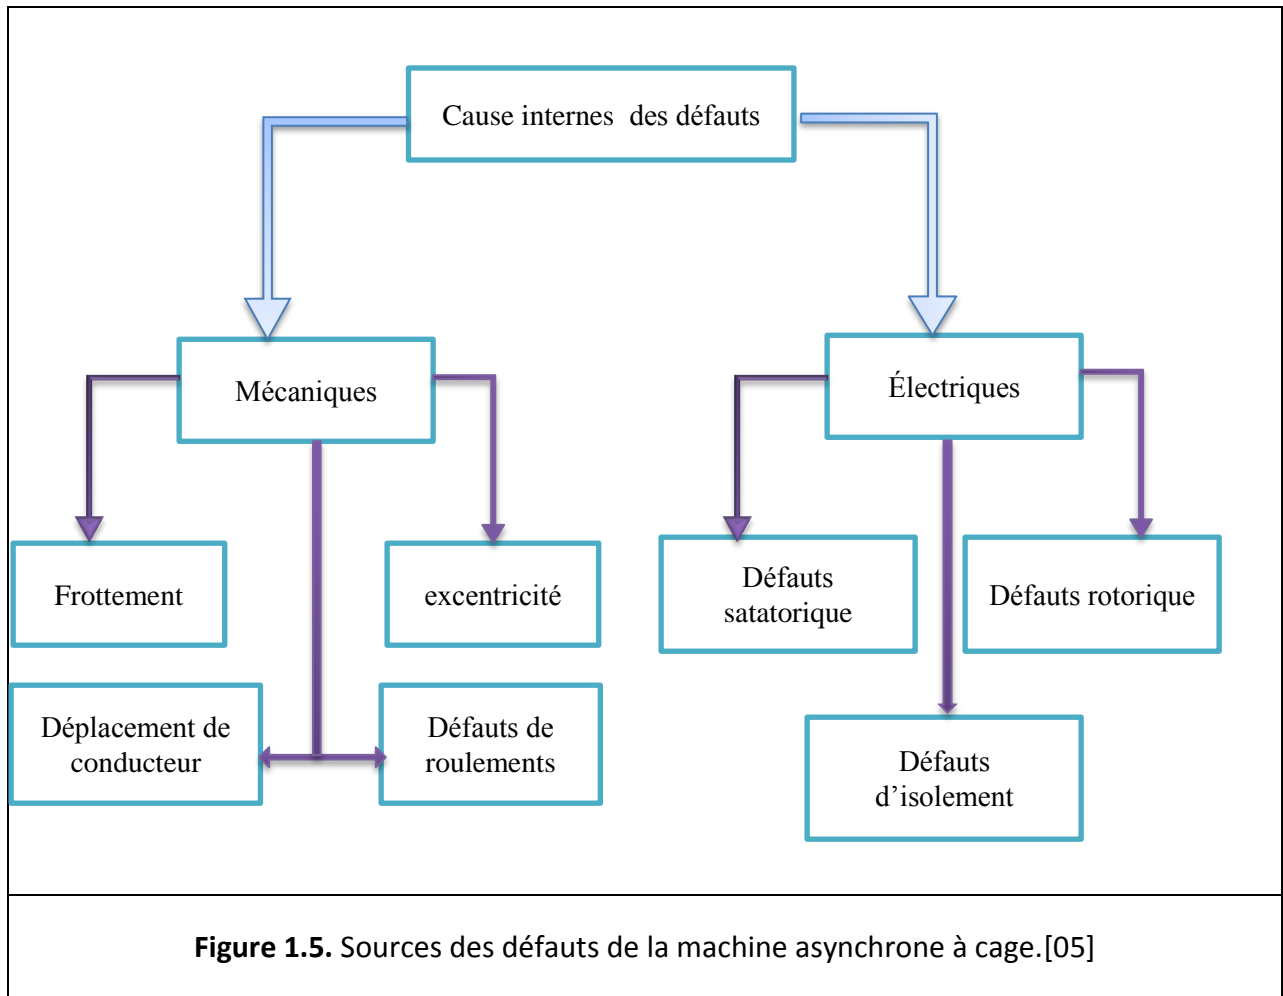 Cause internes des défauts
Mécaniques
Électriques
Frottement
excentricité
Défauts
satatorique
Défauts rotorique
Déplacement de
conducteur
Défauts de
roulements
Défauts
d’isolement
Figure 1.5. Sources des défauts de la machine asynchrone à cage.[05]